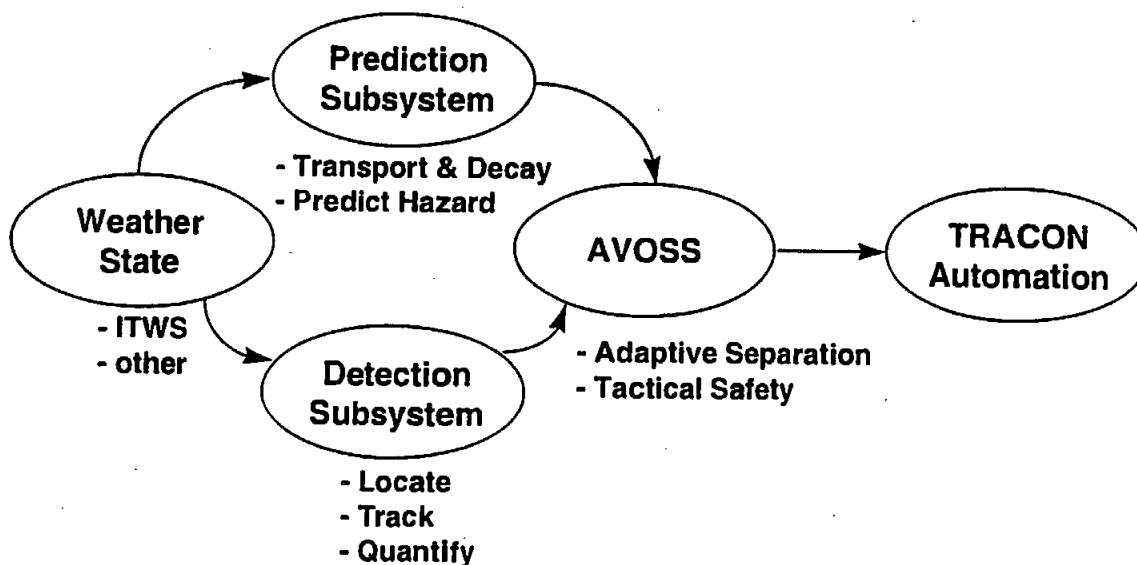 Prediction
Subsystem
- Transport & Decay
- Predict Hazard
Weather
State
- ITWS
- other
Detection
Subsystem
- Locate
- Track
- Quantify
AVOSS
- Adaptive Separation
- Tactical Safety
TRACON
Automation